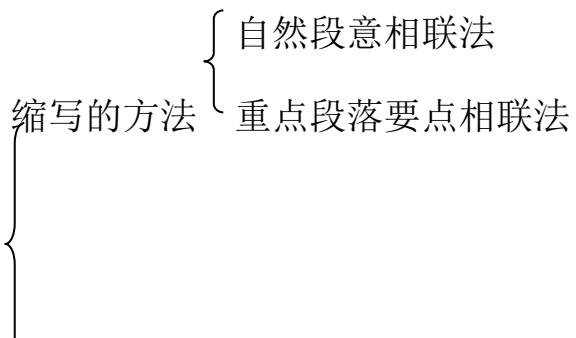 自然段意相联法
缩写的方法
重点段落要点相联法